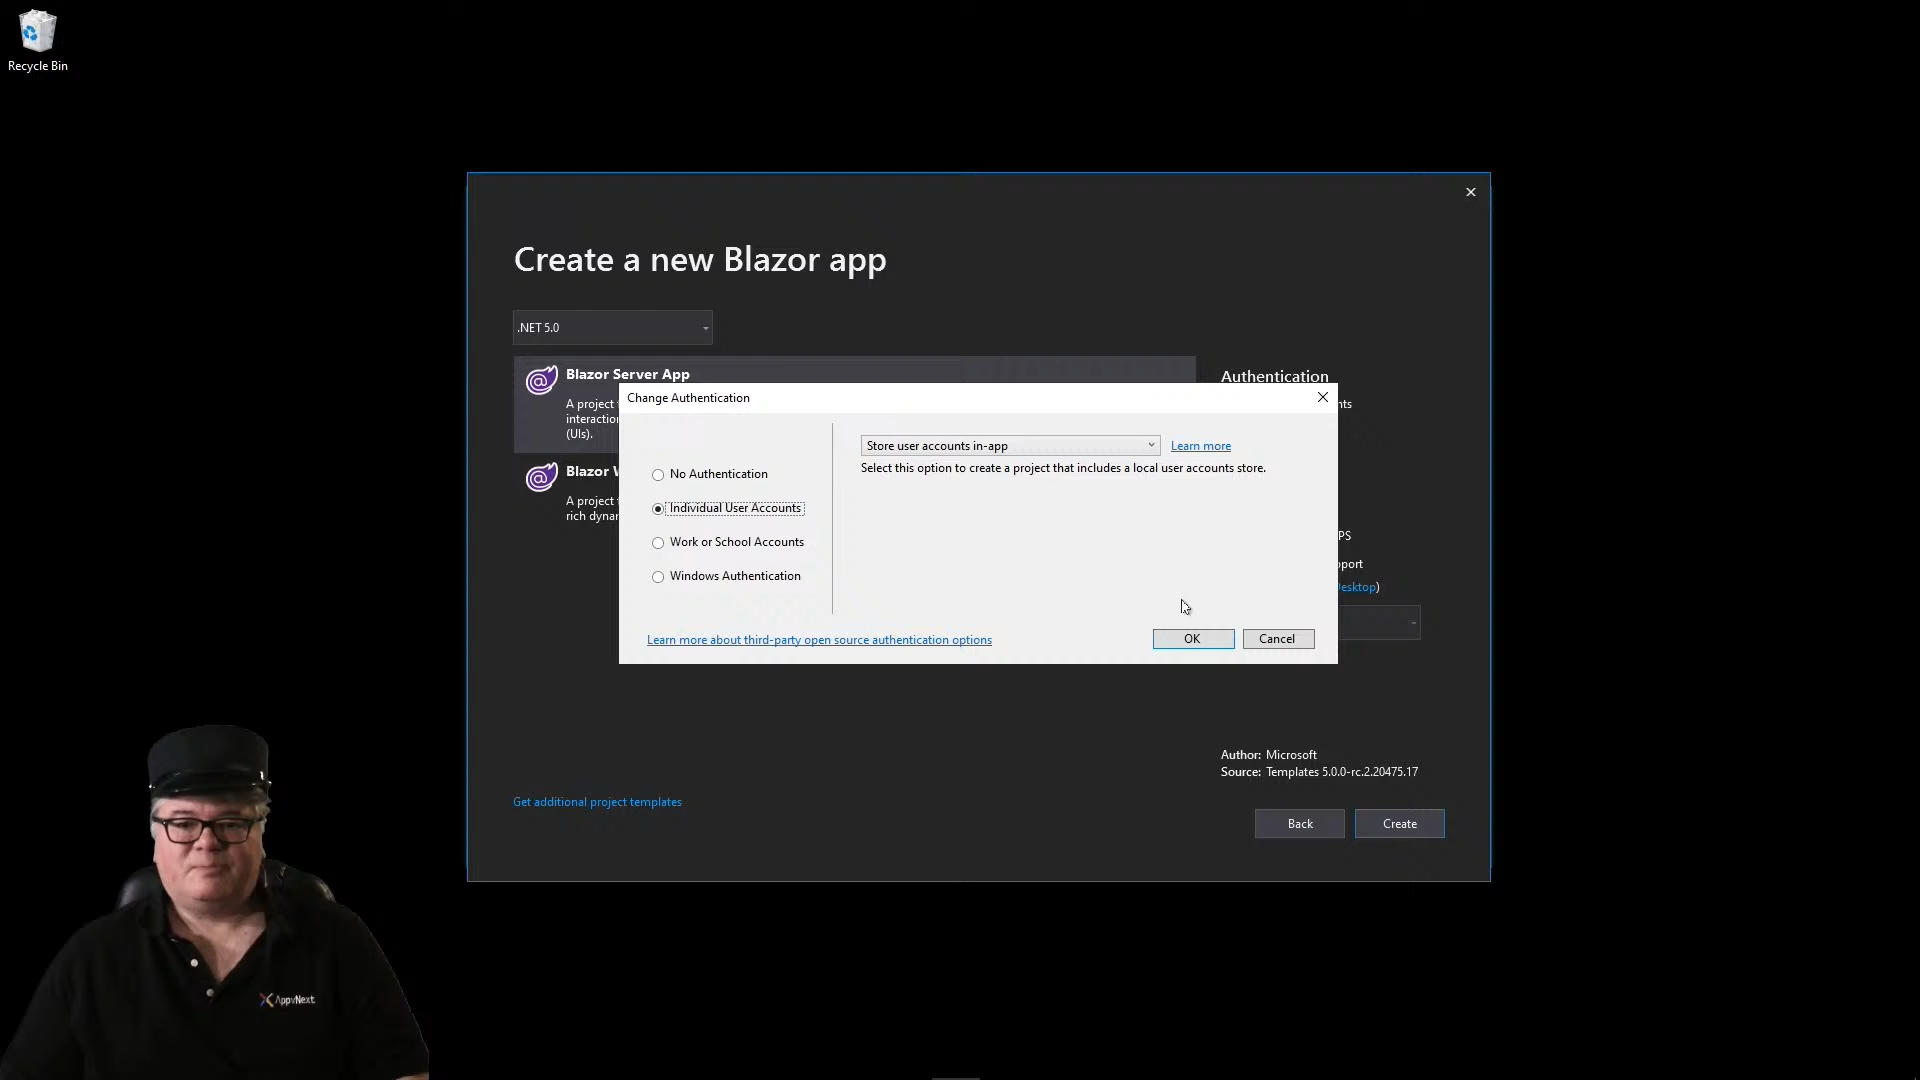 Recycle Bin
Create a new Blazor app
.NET 5.0
Blazor Server App
A project
interaction
(UIs).
Blazor
A project
rich dynar
Authentication
nts
PS
pport
Desktop)
Change Authentication
No Authentication
Individual User Accounts
Work or School Accounts
Windows Authentication
Store user accounts in-app
Learn more
Select this option to create a project that includes a local user accounts store.
Learn more about third-party open source authentication options
OK
Cancel
Author: Microsoft
Source: Templates 5.0.0-rc.2.20475.17
Get additional project templates
Back
Create
AppvNext